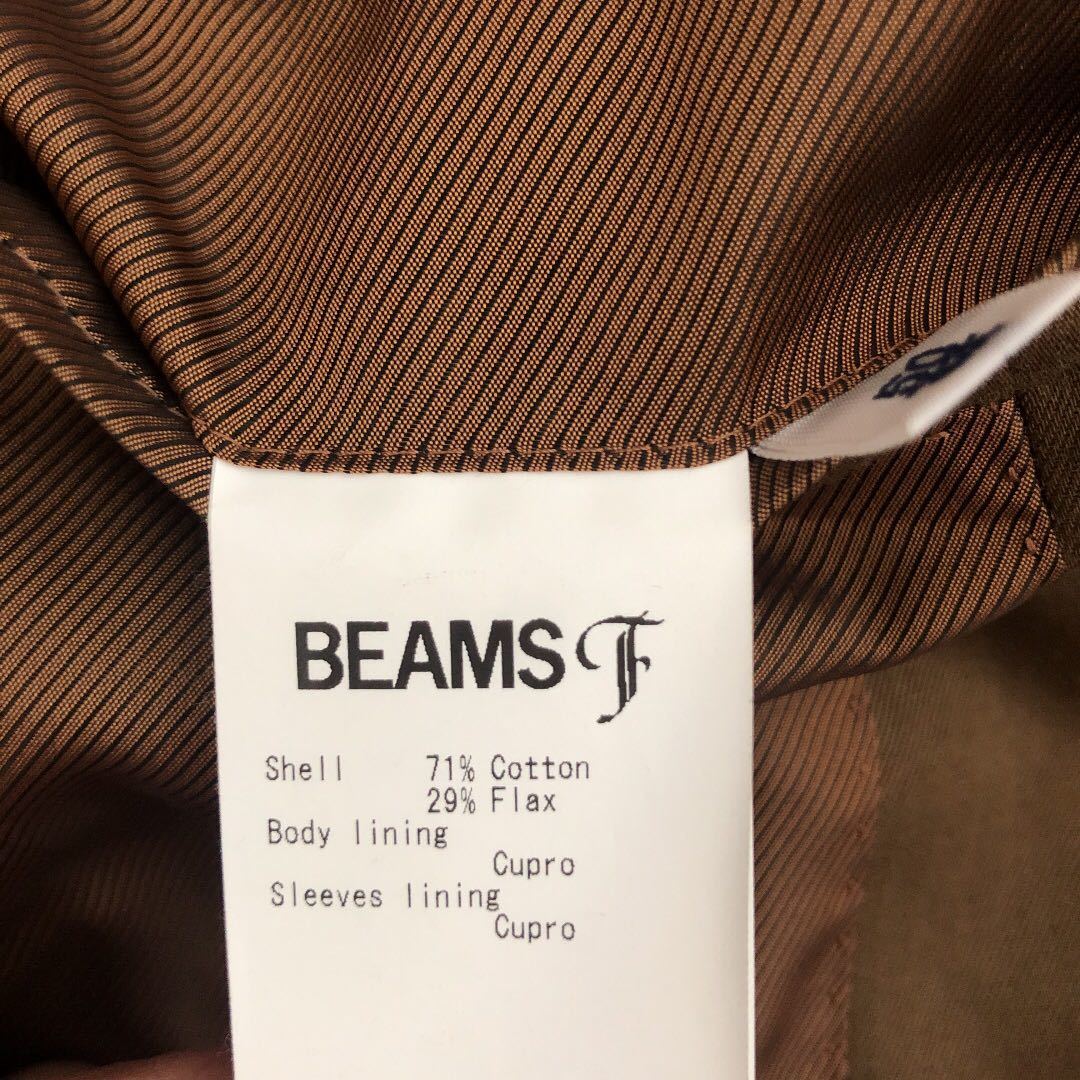 BEAMS F
Shell 71% Cotton
29% Flax
Body lining
Cupro
Sleeves lining
Cupro